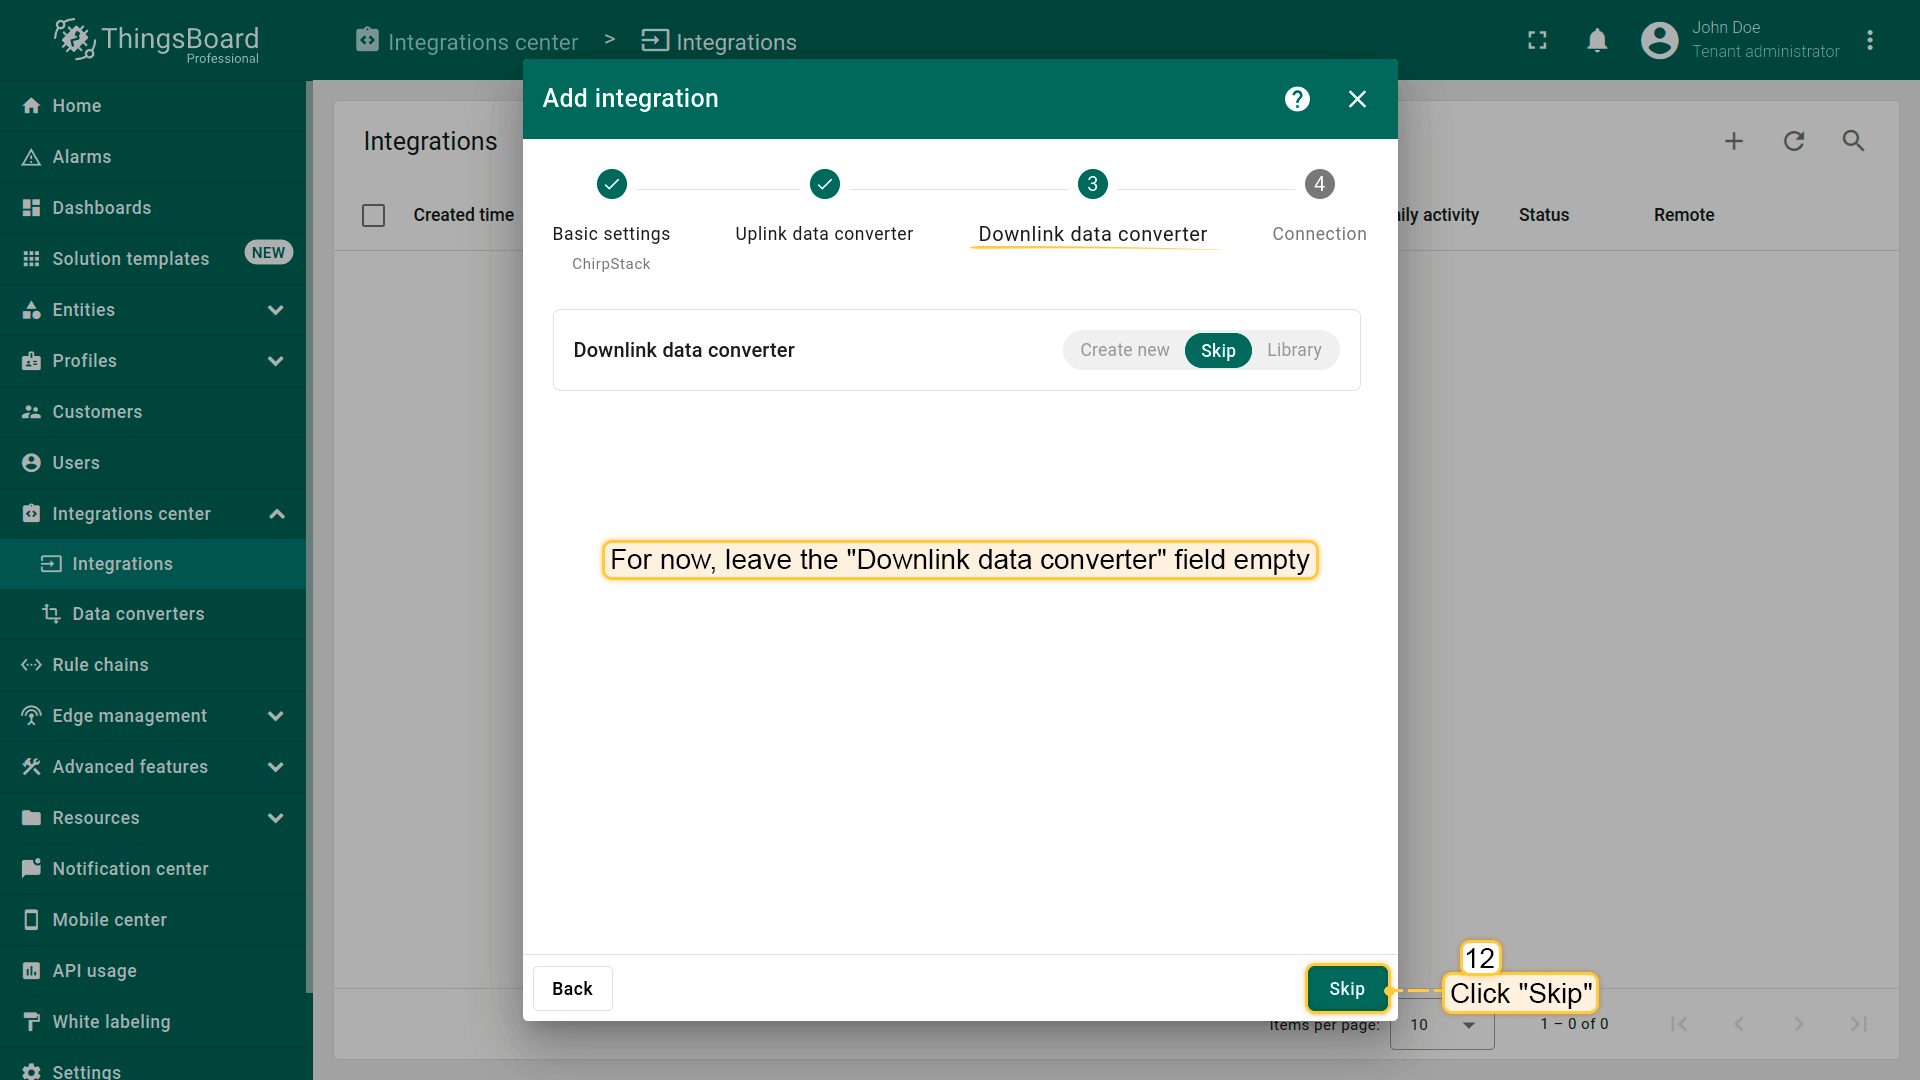 ThingsBoard
Professional
Integrations center > Integrations
John Doe
Tenant administrator
Home
Alarms
Dashboards
Solution templates
NEW
Entities
Profiles
Customers
Users
Integrations center
Integrations
Data converters
Rule chains
Edge management
Advanced features
Resources
Notification center
Mobile center
API usage
White labeling
Settings
Integrations
Created time
ily activity
Status
Remote
Add integration
3
4
Basic settings
ChirpStack
Uplink data converter
Downlink data converter
Connection
Downlink data converter
Create new
Skip
Library
For now, leave the "Downlink data converter" field empty
Back
Skip
12
Click "Skip"
Items per page:
10
1 – 0 of 0